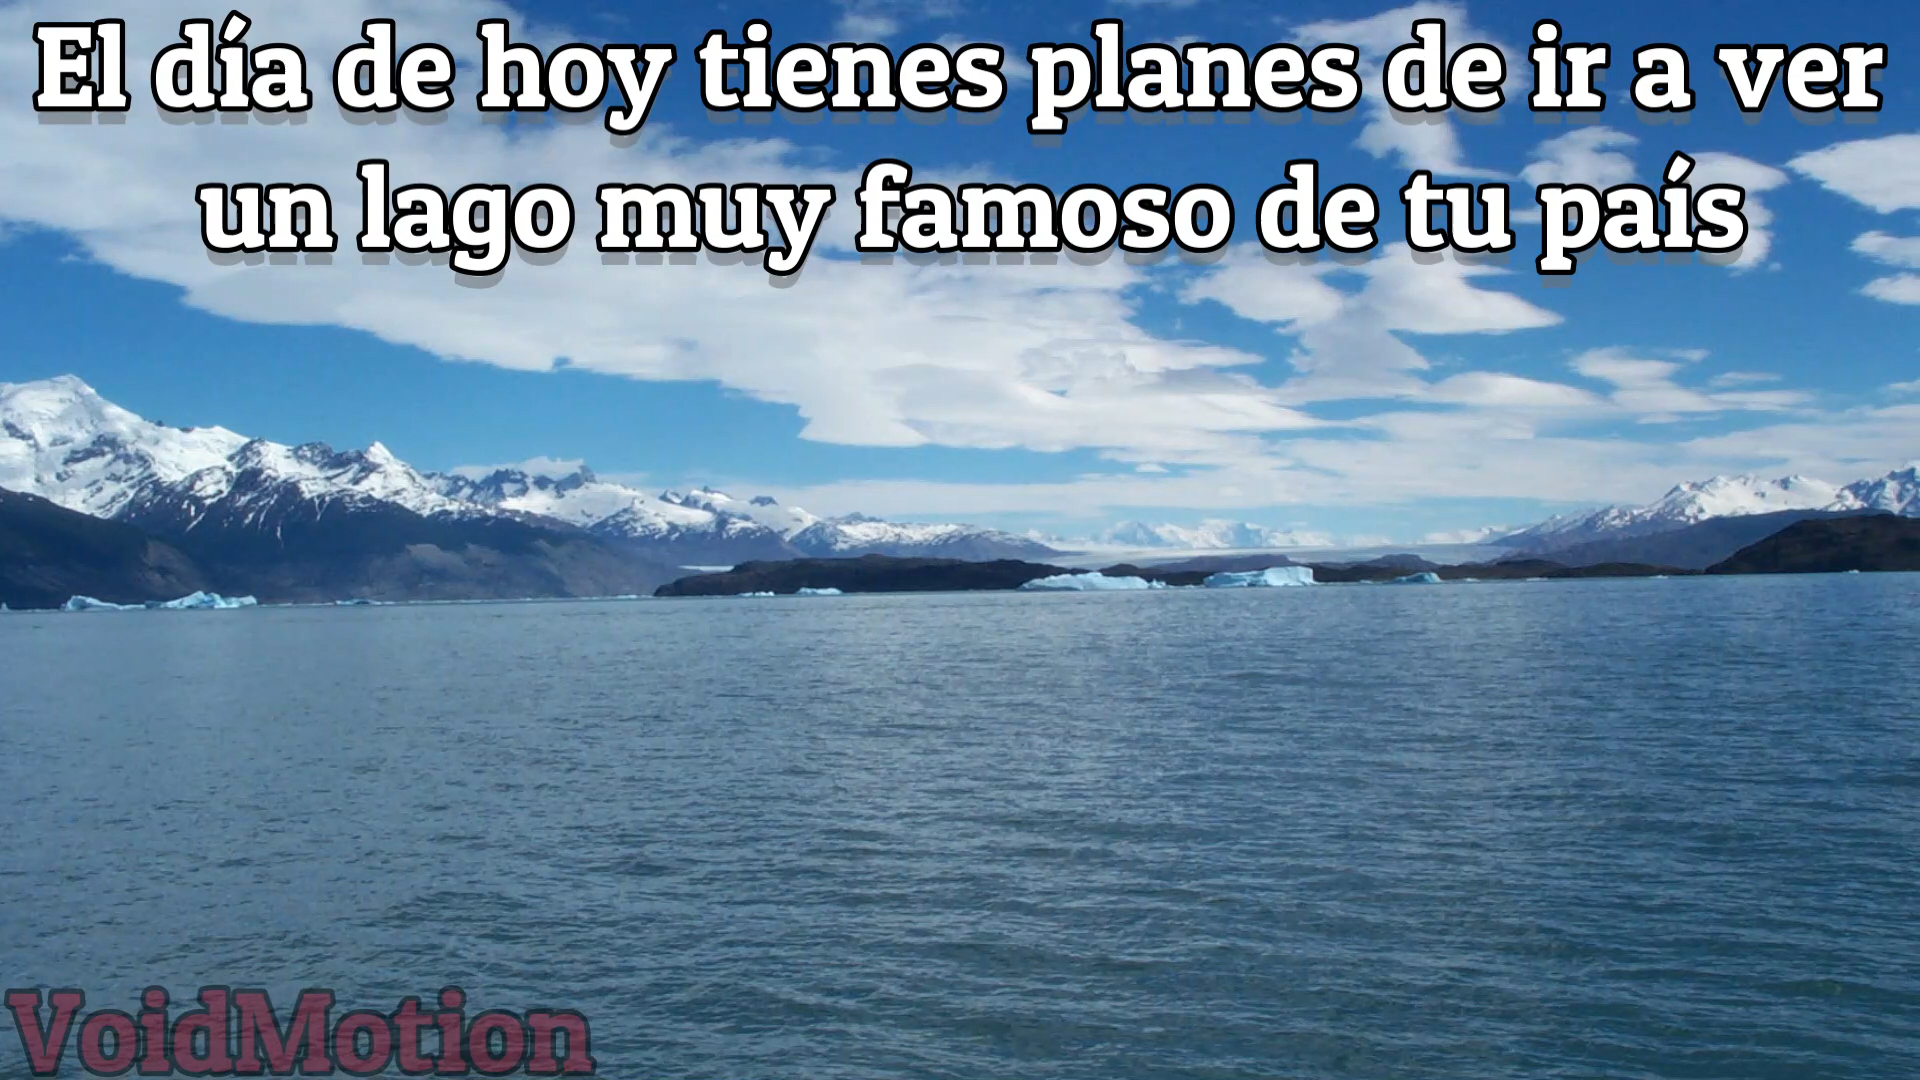 El día de hoy tienes planes de ir a ver
un lago muy famoso de tu país
VoidMotion